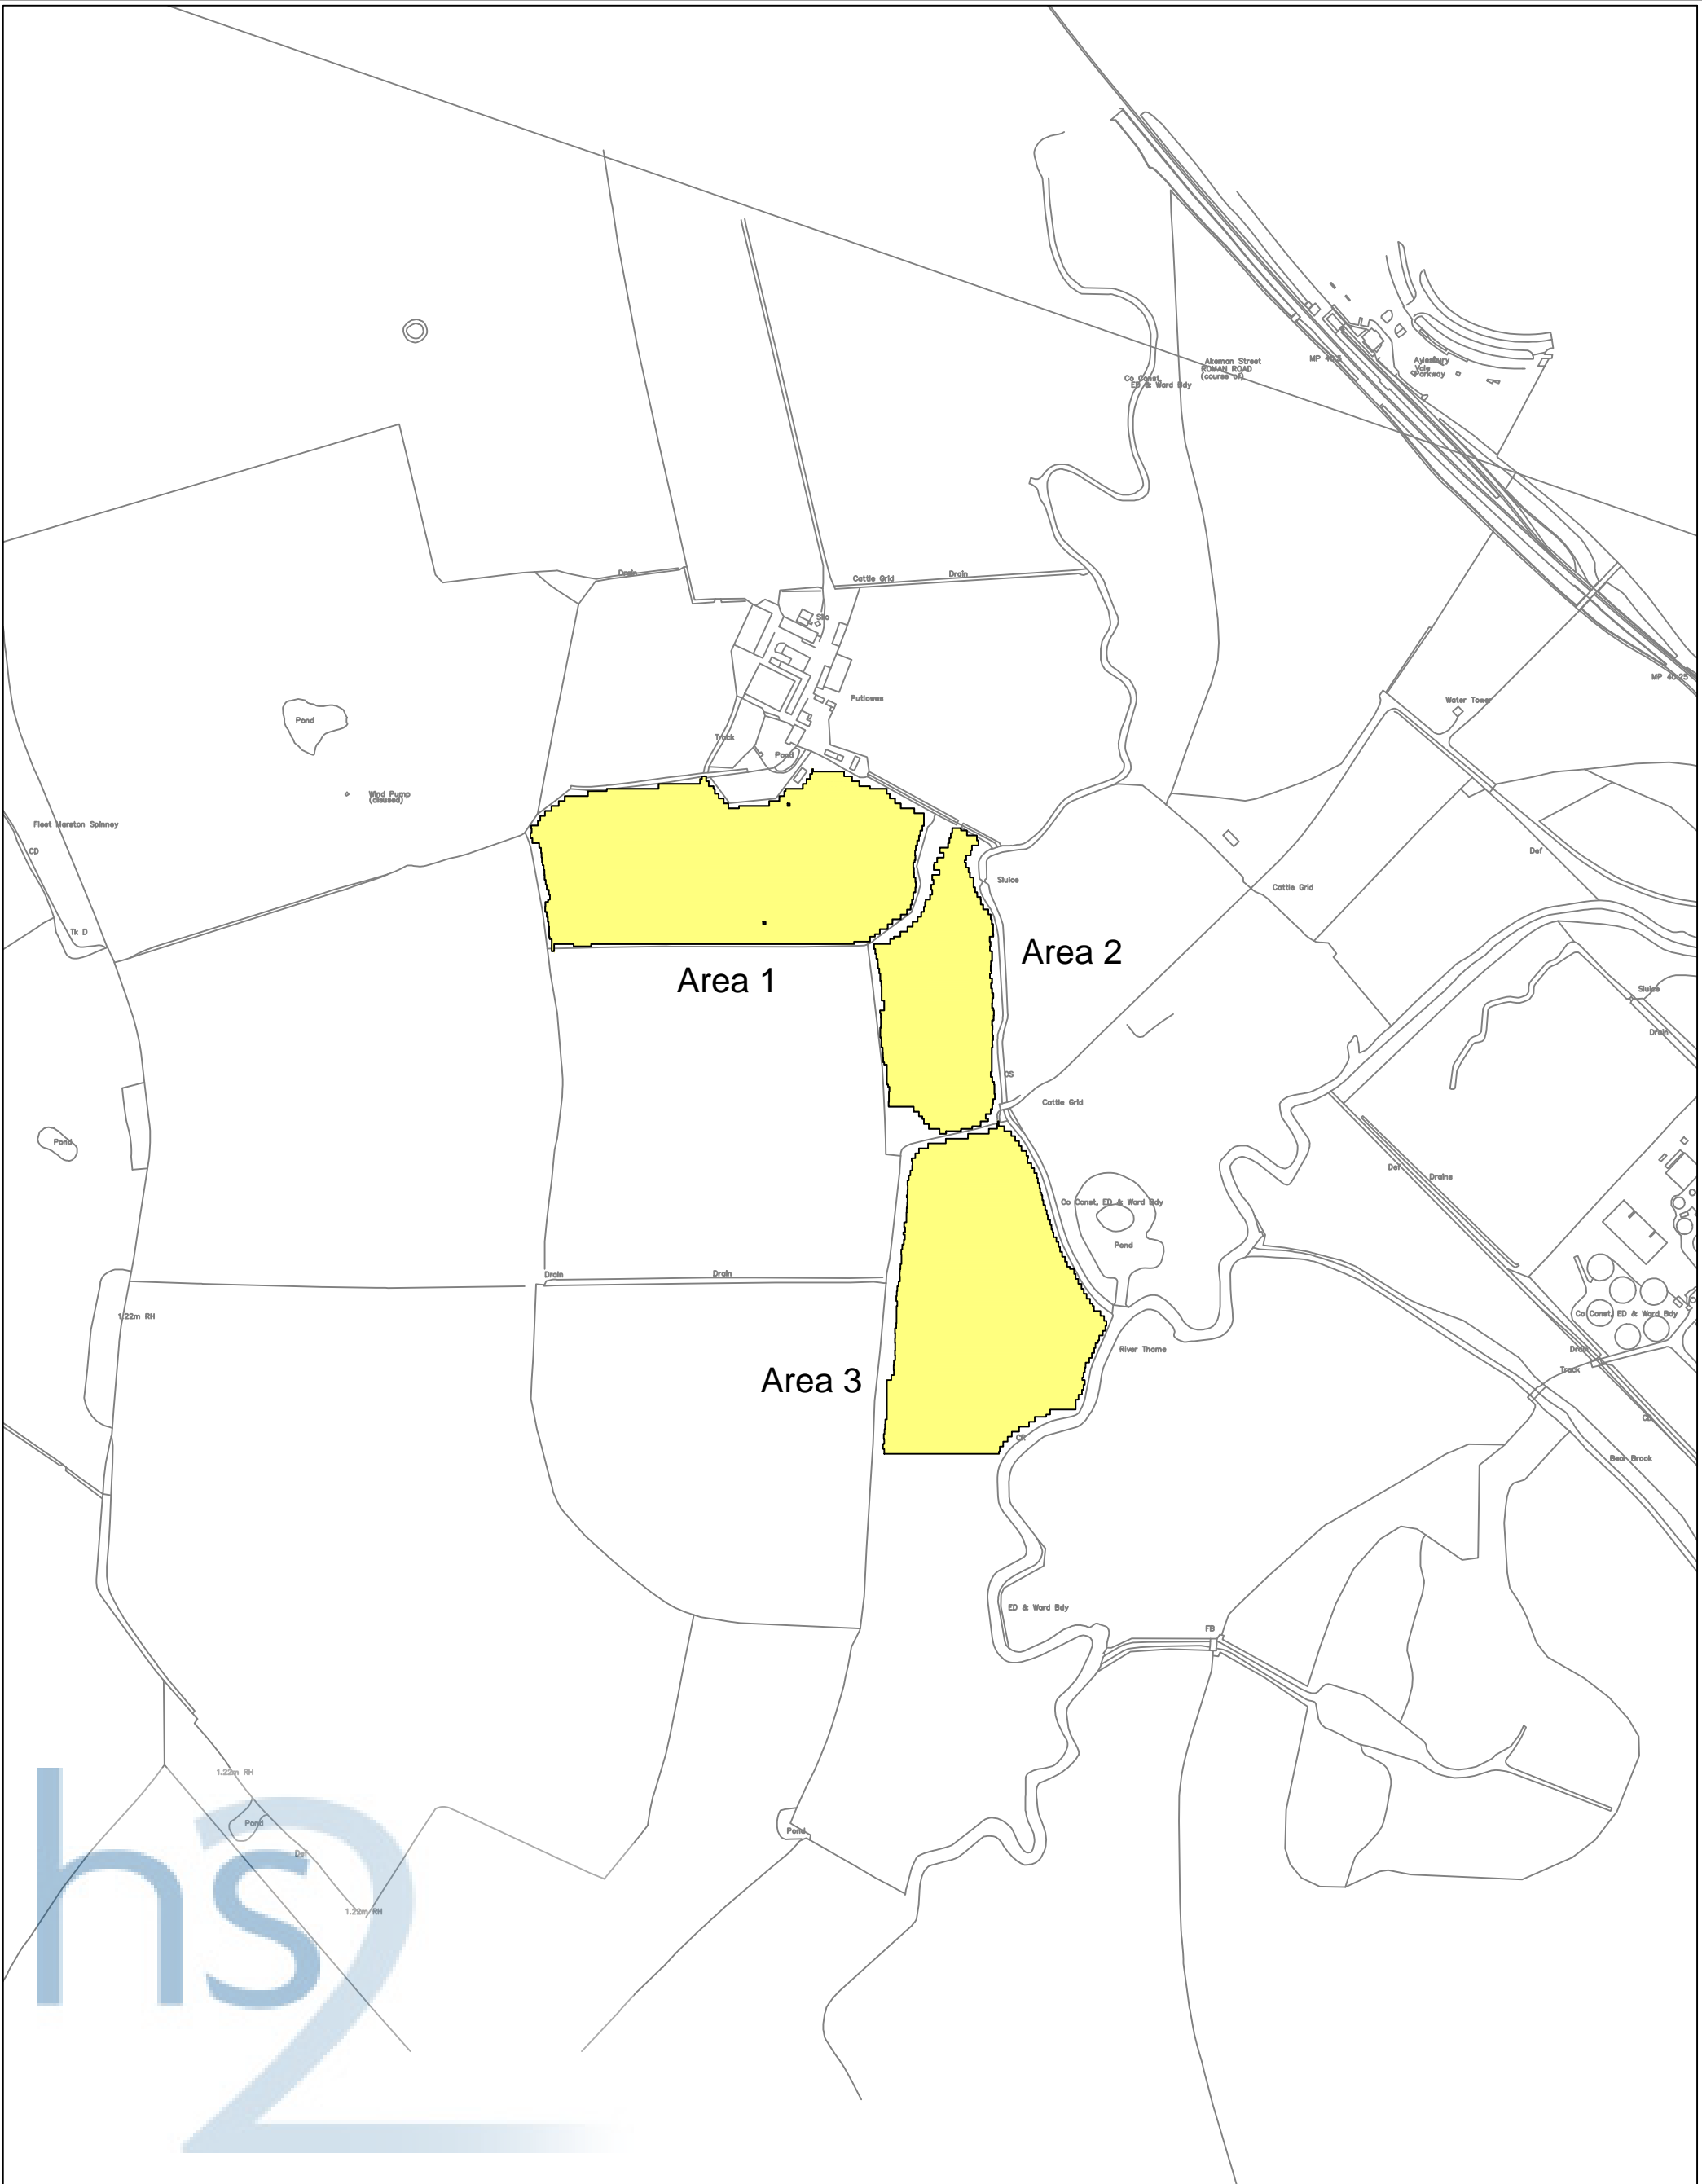 Akeman Street
ROMAN ROAD
(course of)
Co Const,
ED & Ward Bdy
Aylesbury
Vale
Parkway
Drain
Cattle Grid
Drain
Silo
Putlowes
MP 40.25
Water Tower
Pond
Track
Pond
Wind Pump
(disused)
Fleet Marston Spinney
CD
Def
Sluice
Cattle Grid
Tk D
Area 2
Area 1
Sluice
Drain
CS
Cattle Grid
Pond
Def
Drains
Co Const, ED & Ward Bdy
Pond
Drain
Drain
1.22m RH
Co Const, ED & Ward Bdy
River Thame
Drain
Track
Area 3
CR
Bear Brook
ED & Ward Bdy
FB
1.22m RH
Pond
Pond
Def
1.22m RH
hs2